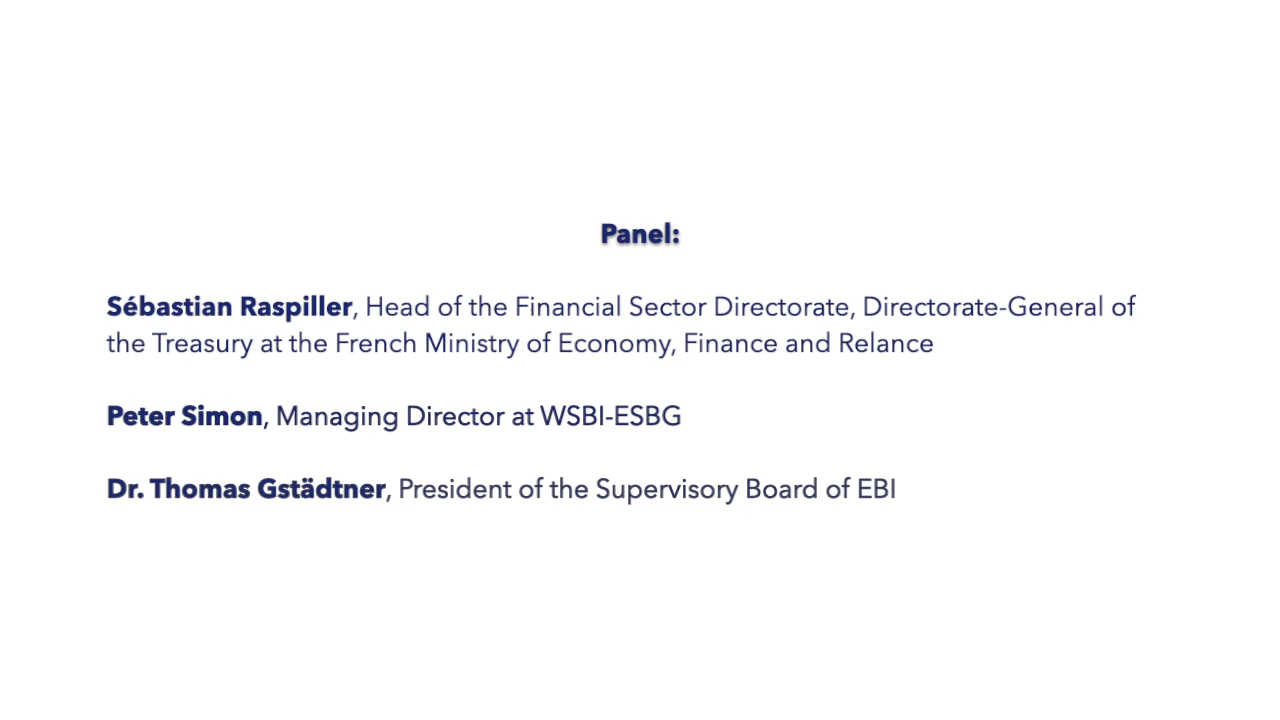 Panel:
Sébastian Raspiller, Head of the Financial Sector Directorate, Directorate-General of
the Treasury at the French Ministry of Economy, Finance and Relance
Peter Simon, Managing Director at WSBI-ESBG
Dr. Thomas Gstädtner, President of the Supervisory Board of EBI